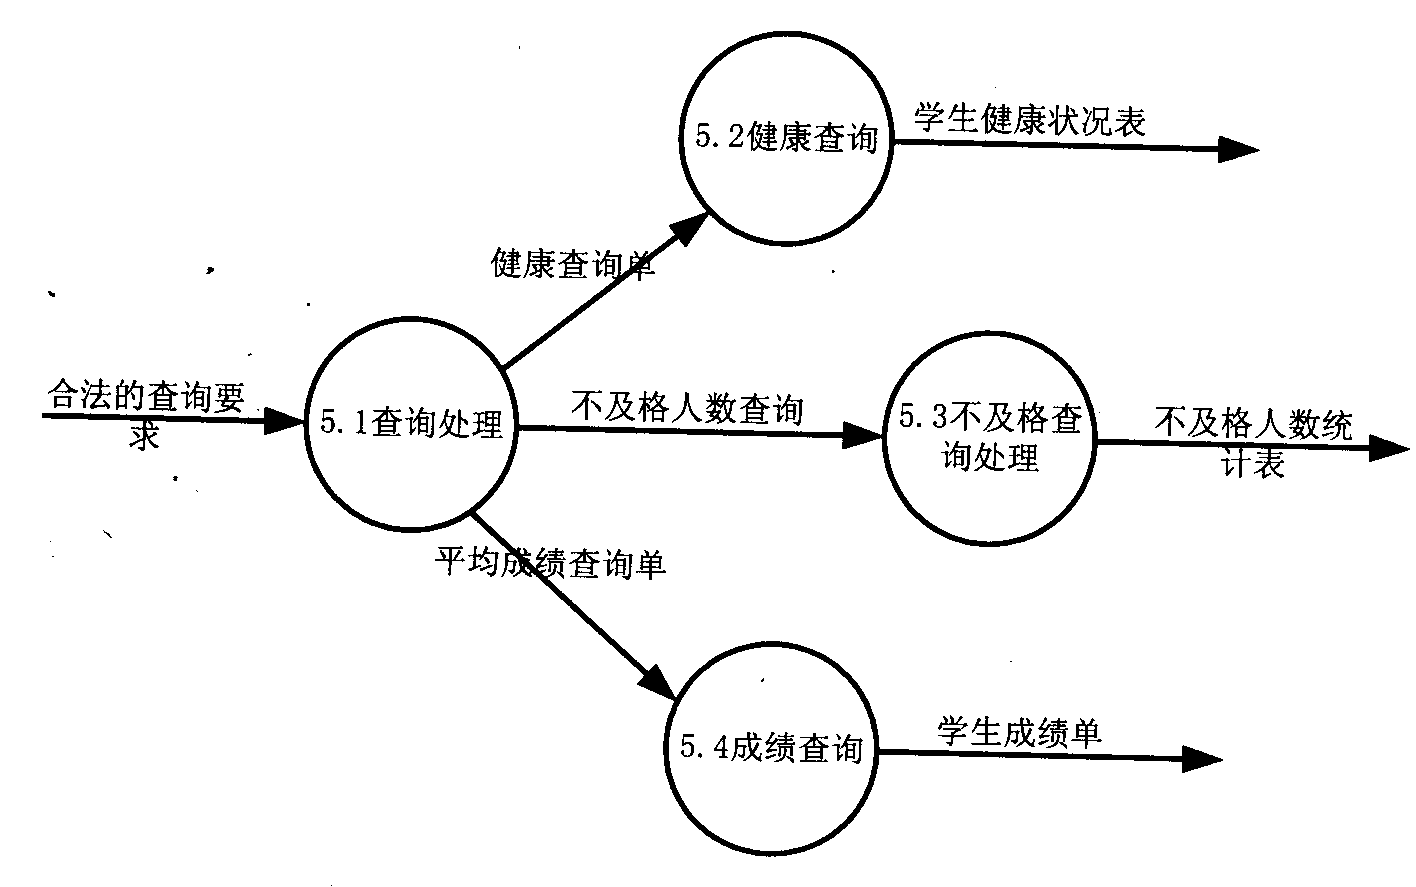 5.2健康查询
学生健康状况表
健康查询单
合法的查询要
求
5.1查询处理
不及格人数查询
5.3不及格查
询处理
不及格人数统
计表
平均成绩查询单
5.4成绩查询
学生成绩单